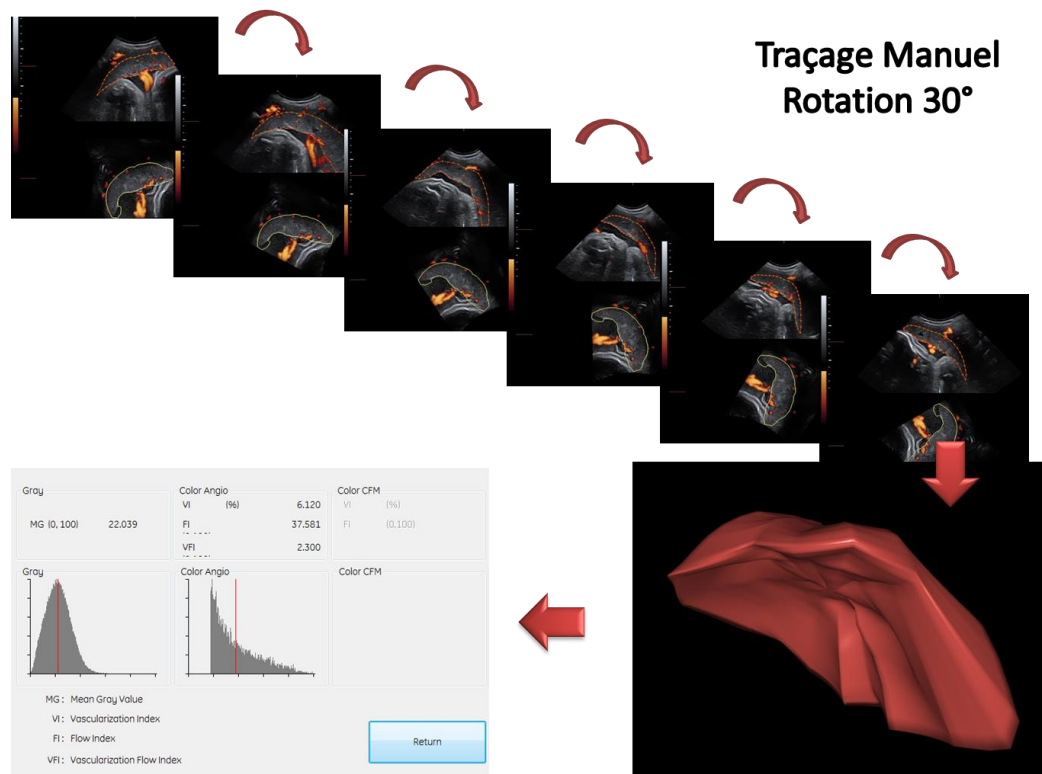 Traçage Manuel
Rotation 30°
Gray
MG (0, 100) 22.039
Color Angio
VI (%) 6.120
FI 37.581
VFI 2.300
Color CFM
VI (%)
FI (0.100)
Gray
Color Angio
Color CFM
MG : Mean Gray Value
VI : Vascularization Index
FI : Flow Index
VFI : Vascularization Flow Index
Return